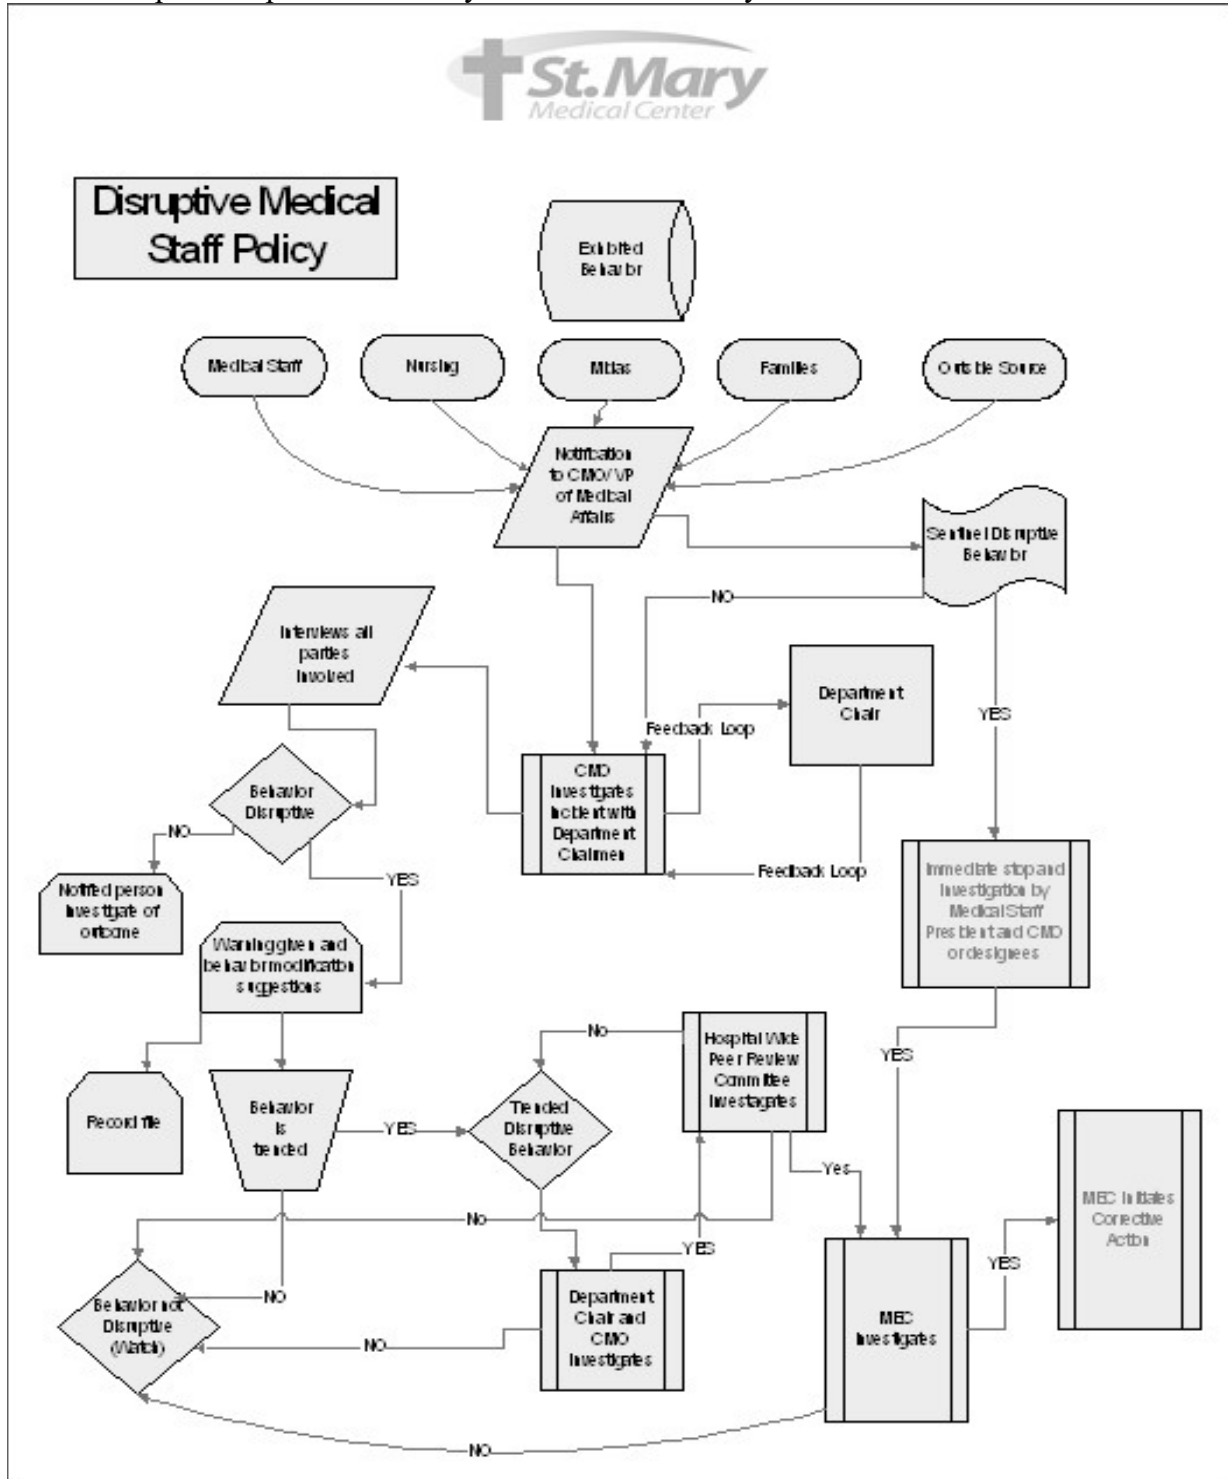 St. Mary
Medical Center
Disruptive Medical
Staff Policy
Exhibited
Behavior
Medical Staff
Nursing
Midas
Families
Outside Source
Notification
to CMO/ VP
of Medical
Affairs
Sentinel Disruptive
Behavior
NO
Interviews all
parties
involved
Department
Chair
YES
Feedback Loop
CMO
Investigates
Incident with
Department
Chairmen
Behavior
Disruptive
NO
Feedback Loop
YES
Immediate stop and
Investigation by
Medical Staff
President and CMO
or designees
Notified person
Investigate of
outcome
Warning given and
behavior modification
suggestions
No
Hospital Wide
Peer Review
Committee
Investagates
YES
Record file
Behavior
is
trended
YES
Trended
Disruptive
Behavior
Yes
MEC Initiates
Corrective
Action
No
YES
YES
NO
Behavior not
Disruptive
(Watch)
Department
Chair and
CMO
Investigates
NO
MEC
Investigates
NO